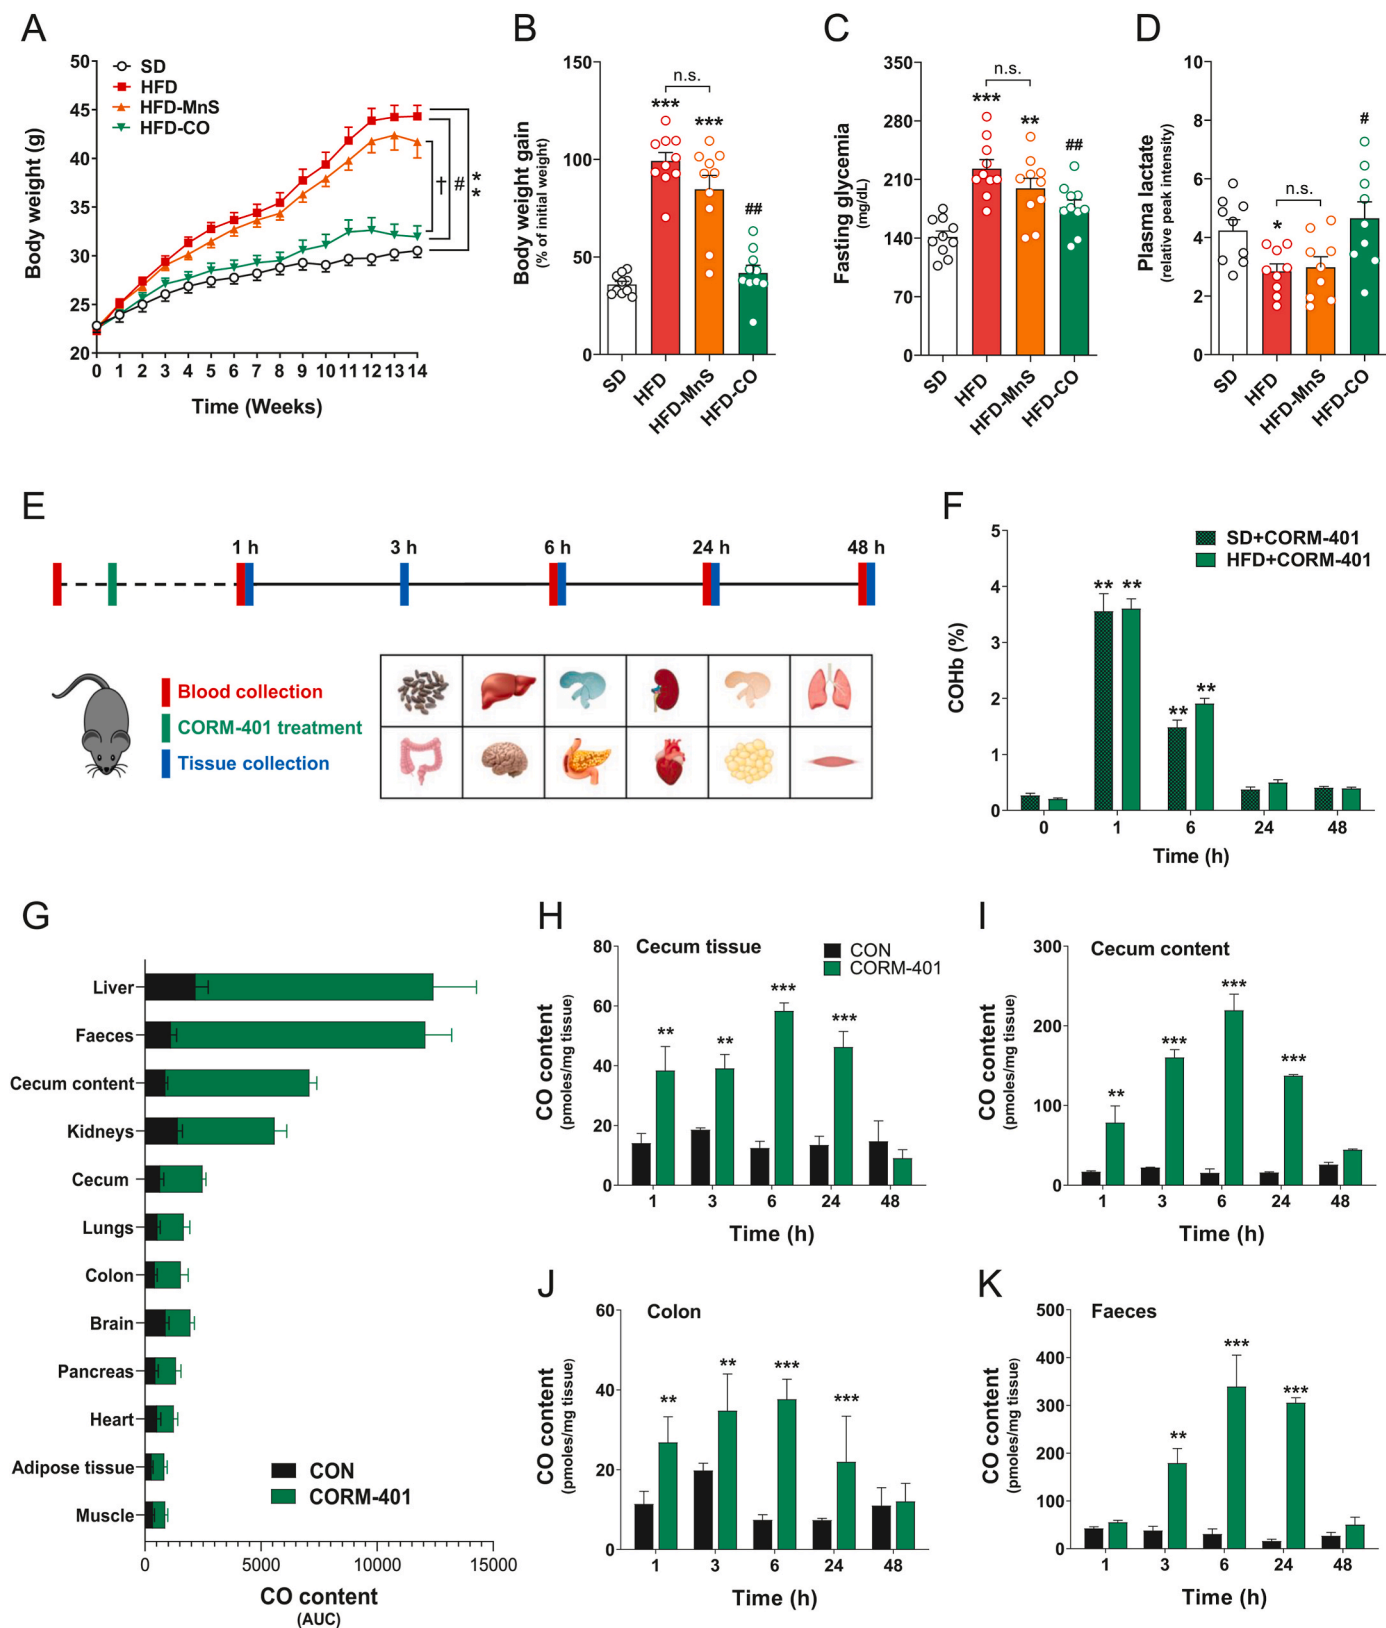 A
Body weight (g)
50
45
40
35
30
25
20
SD
HFD
HFD-MnS
HFD-CO
† # * *
0 1 2 3 4 5 6 7 8 9 10 11 12 13 14
Time (Weeks)
B
Body weight gain
(% of initial weight)
150
100
50
0
n.s.
*** *** ##
SD HFD HFD-MnS HFD-CO
C
Fasting glycemia
(mg/dL)
350
280
210
140
70
0
n.s.
*** ** ##
SD HFD HFD-MnS HFD-CO
D
Plasma lactate
(relative peak intensity)
10
8
6
4
2
0
n.s.
* #
SD HFD HFD-MnS HFD-CO
E
1 h 3 h 6 h 24 h 48 h
Blood collection
CORM-401 treatment
Tissue collection
F
COHb (%)
5
4
3
2
1
0
SD+CORM-401
HFD+CORM-401
** ** ** **
0 1 6 24 48
Time (h)
G
Liver
Faeces
Cecum content
Kidneys
Cecum
Lungs
Colon
Brain
Pancreas
Heart
Adipose tissue
Muscle
CON
CORM-401
0 5000 10000 15000
CO content
(AUC)
H
Cecum tissue
CON
CORM-401
CO content
(pmoles/mg tissue)
80
60
40
20
0
** ** *** ***
1 3 6 24 48
Time (h)
I
Cecum content
CO content
(pmoles/mg tissue)
300
200
100
0
** *** *** ***
1 3 6 24 48
Time (h)
J
Colon
CO content
(pmoles/mg tissue)
60
40
20
0
** ** *** ***
1 3 6 24 48
Time (h)
K
Faeces
CO content
(pmoles/mg tissue)
500
400
300
200
100
0
** *** ***
1 3 6 24 48
Time (h)